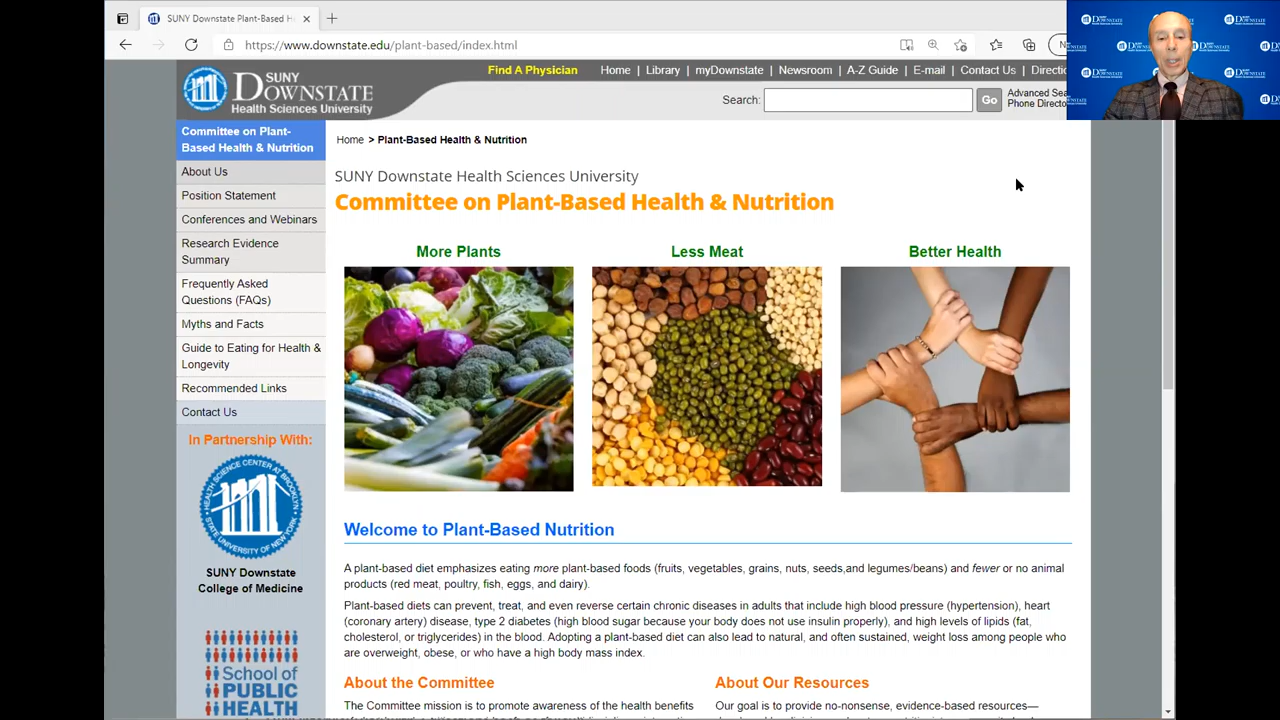 SUNY Downstate Plant-Based H
https://www.downstate.edu/plant-based/index.html
SUNY
DOWNSTATE
Health Sciences University
Find A Physician
Home | Library | myDownstate | Newsroom | A-Z Guide | E-mail | Contact Us |
Search:
Go
Advanced
Phone
Committee on Plant-
Based Health & Nutrition
About Us
Position Statement
Conferences and Webinars
Research Evidence
Summary
Frequently Asked
Questions (FAQs)
Myths and Facts
Guide to Eating for Health &
Longevity
Recommended Links
Contact Us
In Partnership With:
HEALTH SCIENCE CENTER AT BROOKLYN
STATE UNIVERSITY OF NEW YORK
SUNY Downstate
College of Medicine
School of
PUBLIC
HEALTH
Home > Plant-Based Health & Nutrition
SUNY Downstate Health Sciences University
Committee on Plant-Based Health & Nutrition
More Plants
Less Meat
Better Health
Welcome to Plant-Based Nutrition
A plant-based diet emphasizes eating more plant-based foods (fruits, vegetables, grains, nuts, seeds,and legumes/beans) and fewer or no animal
products (red meat, poultry, fish, eggs, and dairy).
Plant-based diets can prevent, treat, and even reverse certain chronic diseases in adults that include high blood pressure (hypertension), heart
(coronary artery) disease, type 2 diabetes (high blood sugar because your body does not use insulin properly), and high levels of lipids (fat,
cholesterol, or triglycerides) in the blood. Adopting a plant-based diet can also lead to natural, and often sustained, weight loss among people who
are overweight, obese, or who have a high body mass index.
About the Committee
The Committee mission is to promote awareness of the health benefits
About Our Resources
Our goal is to provide no-nonsense, evidence-based resources—